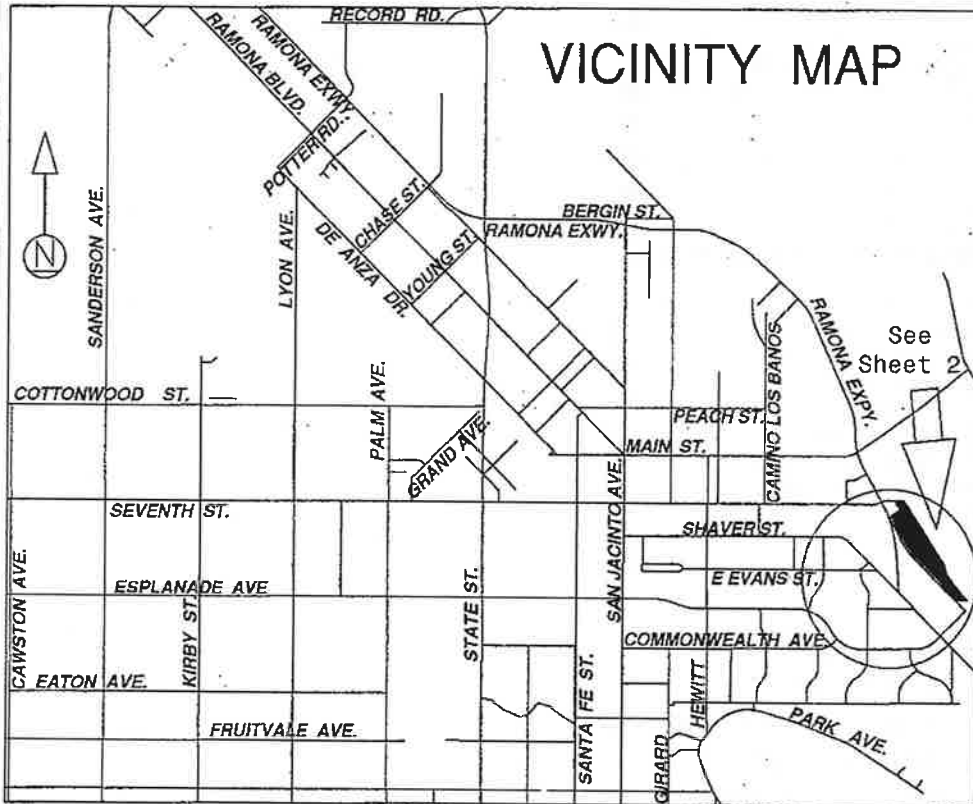 RECORD RD.
VICINITY MAP
RAMONA EXWY.
RAMONA BLVD.
POTTER RD.
SANDERSON AVE.
N
LYON AVE.
CHASE ST.
DE ANZA DR.
YOUNG ST.
BERGIN ST.
RAMONA EXWY.
RAMONA EXPY.
See
Sheet 2
CAMINO LOS BANOS
COTTONWOOD ST.
PALM AVE.
GRAND AVE.
PEACH ST.
MAIN ST.
SEVENTH ST.
SAN JACINTO AVE.
SHAVER ST.
E EVANS ST.
CAWSTON AVE.
ESPLANADE AVE
KIRBY ST.
STATE ST.
COMMONWEALTH AVE.
EATON AVE.
SANTA FE ST.
HEWITT
GIRARD
FRUITVALE AVE.
PARK AVE.